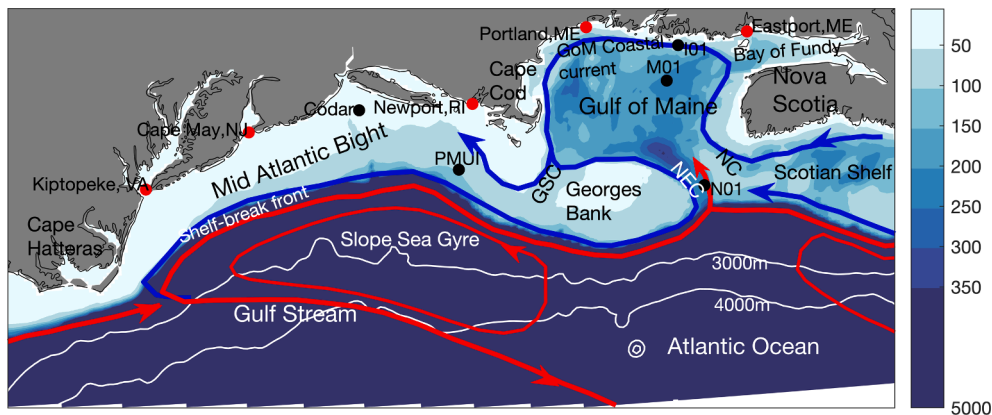 Portland,ME
Eastport,ME
GoM Coastal
current
I01
Bay of Fundy
M01
Cape
Cod
Nova
Scotia
Gulf of Maine
Codar
Newport,RI
Cape May,NJ
Mid Atlantic Bight
PMUI
GSC
NEC
NC
N01
Scotian Shelf
Kiptopeke, VA
Georges
Bank
Shelf-break front
Cape
Hatteras
Slope Sea Gyre
3000m
4000m
Gulf Stream
Atlantic Ocean
50
100
150
200
250
300
350
5000